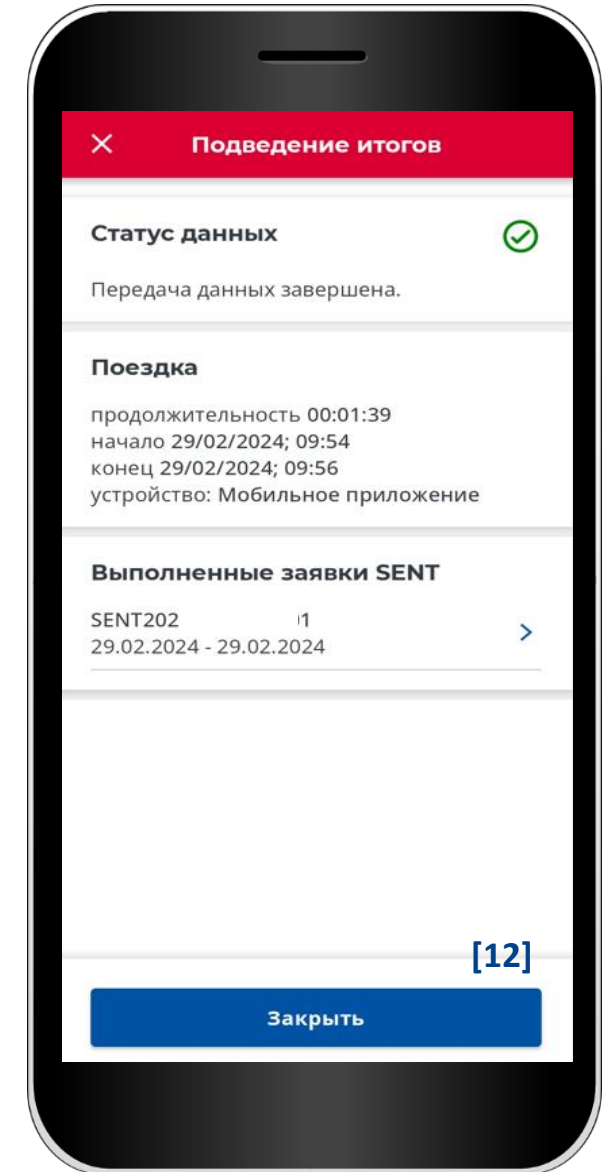 Подведение итогов
Статус данных
Передача данных завершена.
Поездка
продолжительность 00:01:39
начало 29/02/2024; 09:54
конец 29/02/2024; 09:56
устройство: Мобильное приложение
Выполненные заявки SENT
SENT202 1
29.02.2024 - 29.02.2024
[12]
Закрыть